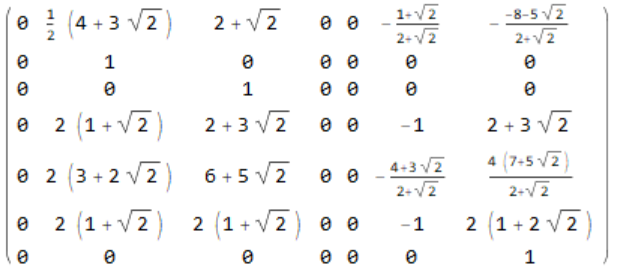 0 1/2 (4 + 3 √2) 2 + √2 0 0 - (1+√2)/(2+√2) - (-8-5√2)/(2+√2)
0 1 0 0 0 0 0
0 0 1 0 0 0 0
0 2 (1 + √2) 2 + 3 √2 0 0 -1 2 + 3 √2
0 2 (3 + 2 √2) 6 + 5 √2 0 0 - (4+3√2)/(2+√2) 4 (7+5√2)/(2+√2)
0 2 (1 + √2) 2 (1 + √2) 0 0 -1 2 (1 + 2 √2)
0 0 0 0 0 0 1